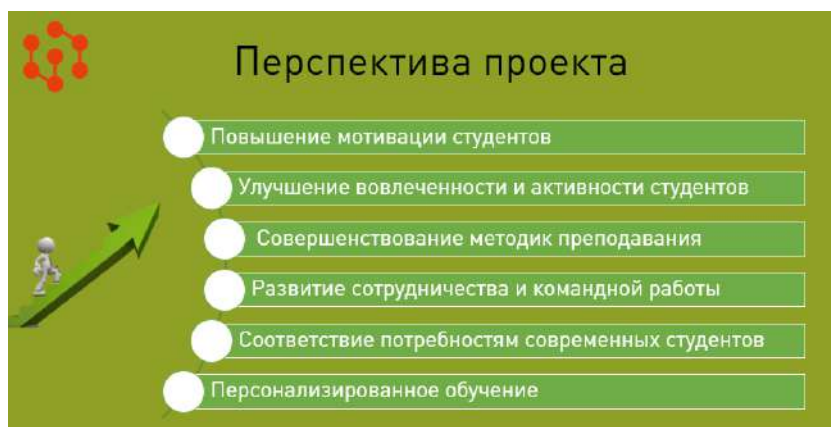 Перспектива проекта
Повышение мотивации студентов
Улучшение вовлеченности и активности студентов
Совершенствование методик преподавания
Развитие сотрудничества и командной работы
Соответствие потребностям современных студентов
Персонализированное обучение